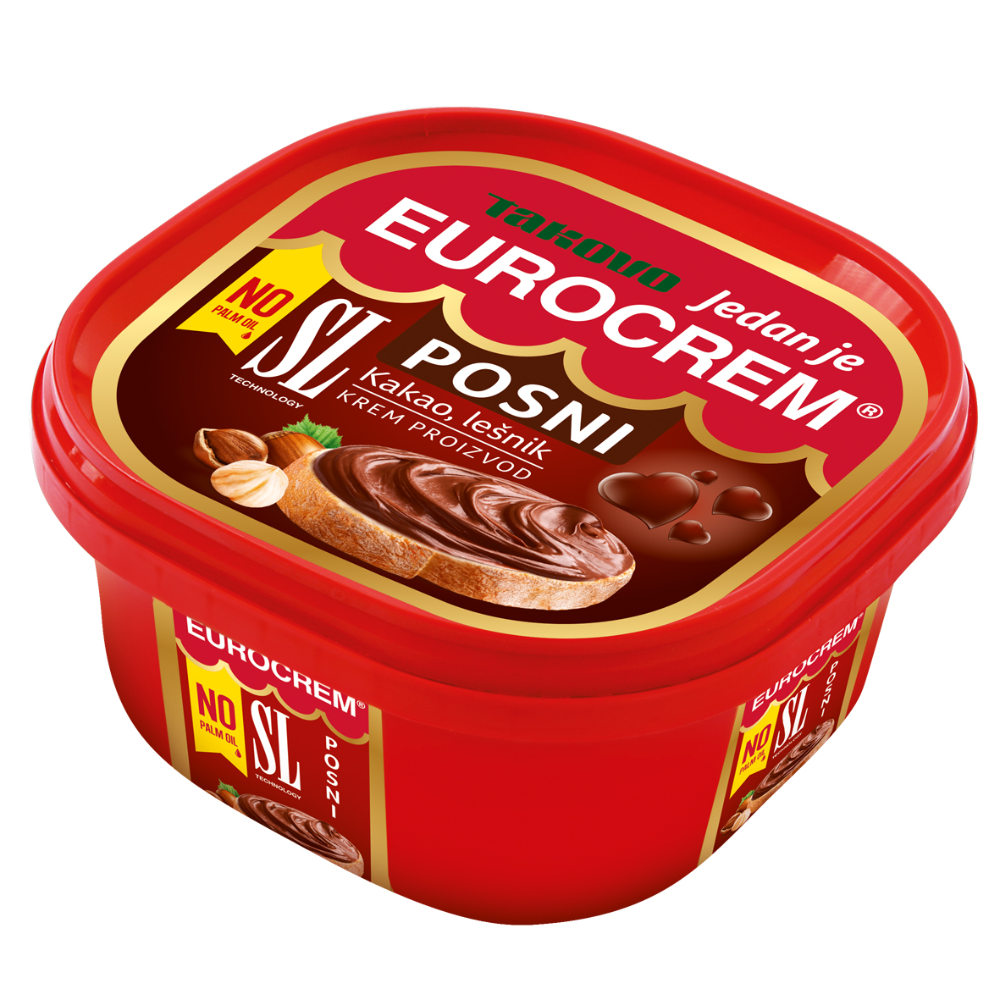 Takovo
Jedan je
EUROCREM®
POSNI
NO
PALM OIL
SL
TECHNOLOGY
Kakao, lešnik
KREM PROIZVOD
EUROCREM®
NO
PALM OIL
SL
TECHNOLOGY
POSNI
EUROCREM®
NO
PALM OIL
SL
POSNI